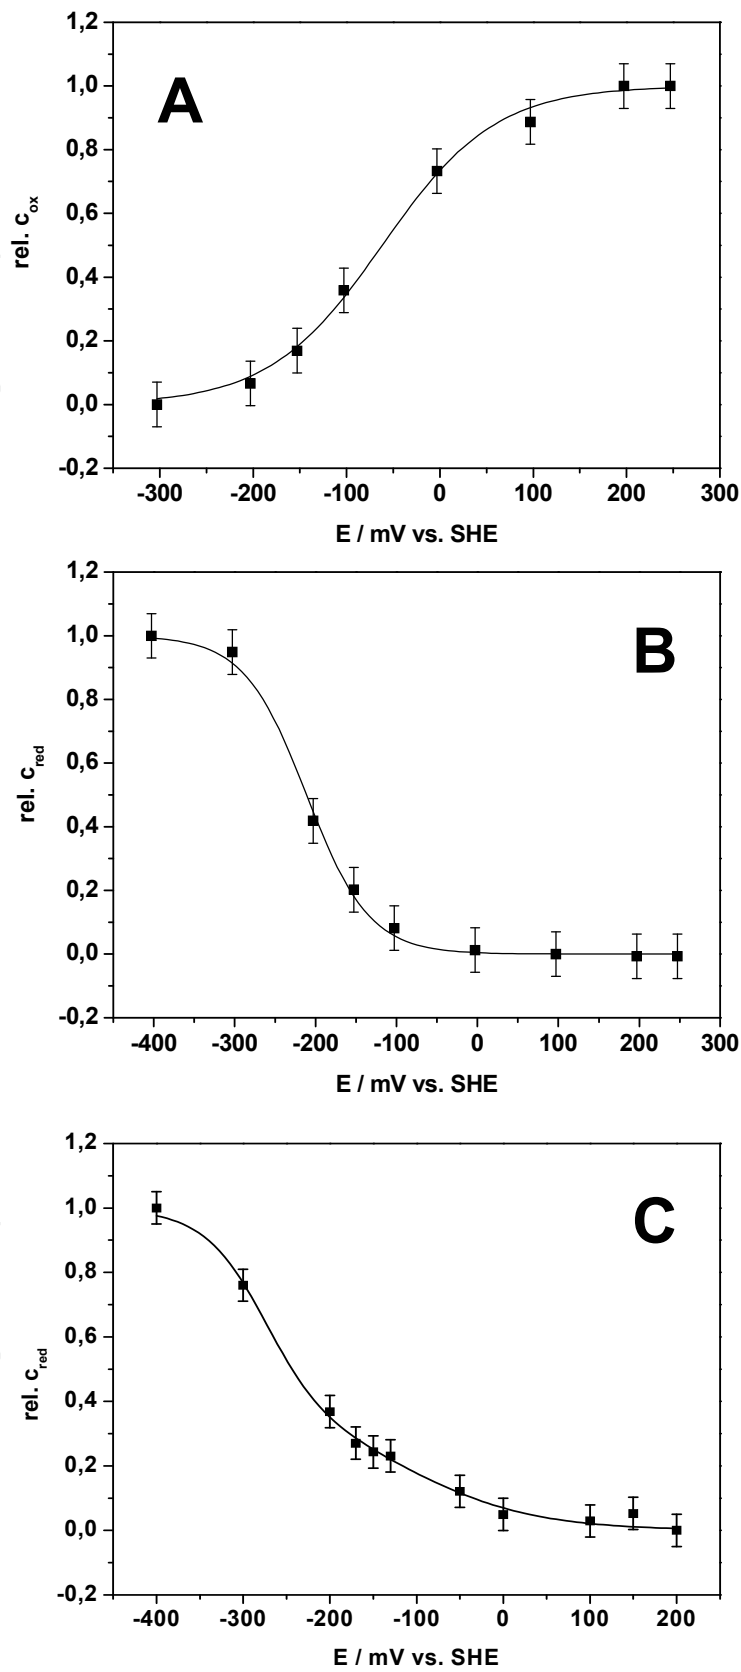 1,2
1,0
0,8
0,6
0,4
0,2
0,0
-0,2
rel. cox
A
-300 -200 -100 0 100 200 300
E / mV vs. SHE
1,2
1,0
0,8
0,6
0,4
0,2
0,0
-0,2
rel. cred
B
-400 -300 -200 -100 0 100 200 300
E / mV vs. SHE
1,2
1,0
0,8
0,6
0,4
0,2
0,0
-0,2
rel. cred
C
-400 -300 -200 -100 0 100 200
E / mV vs. SHE